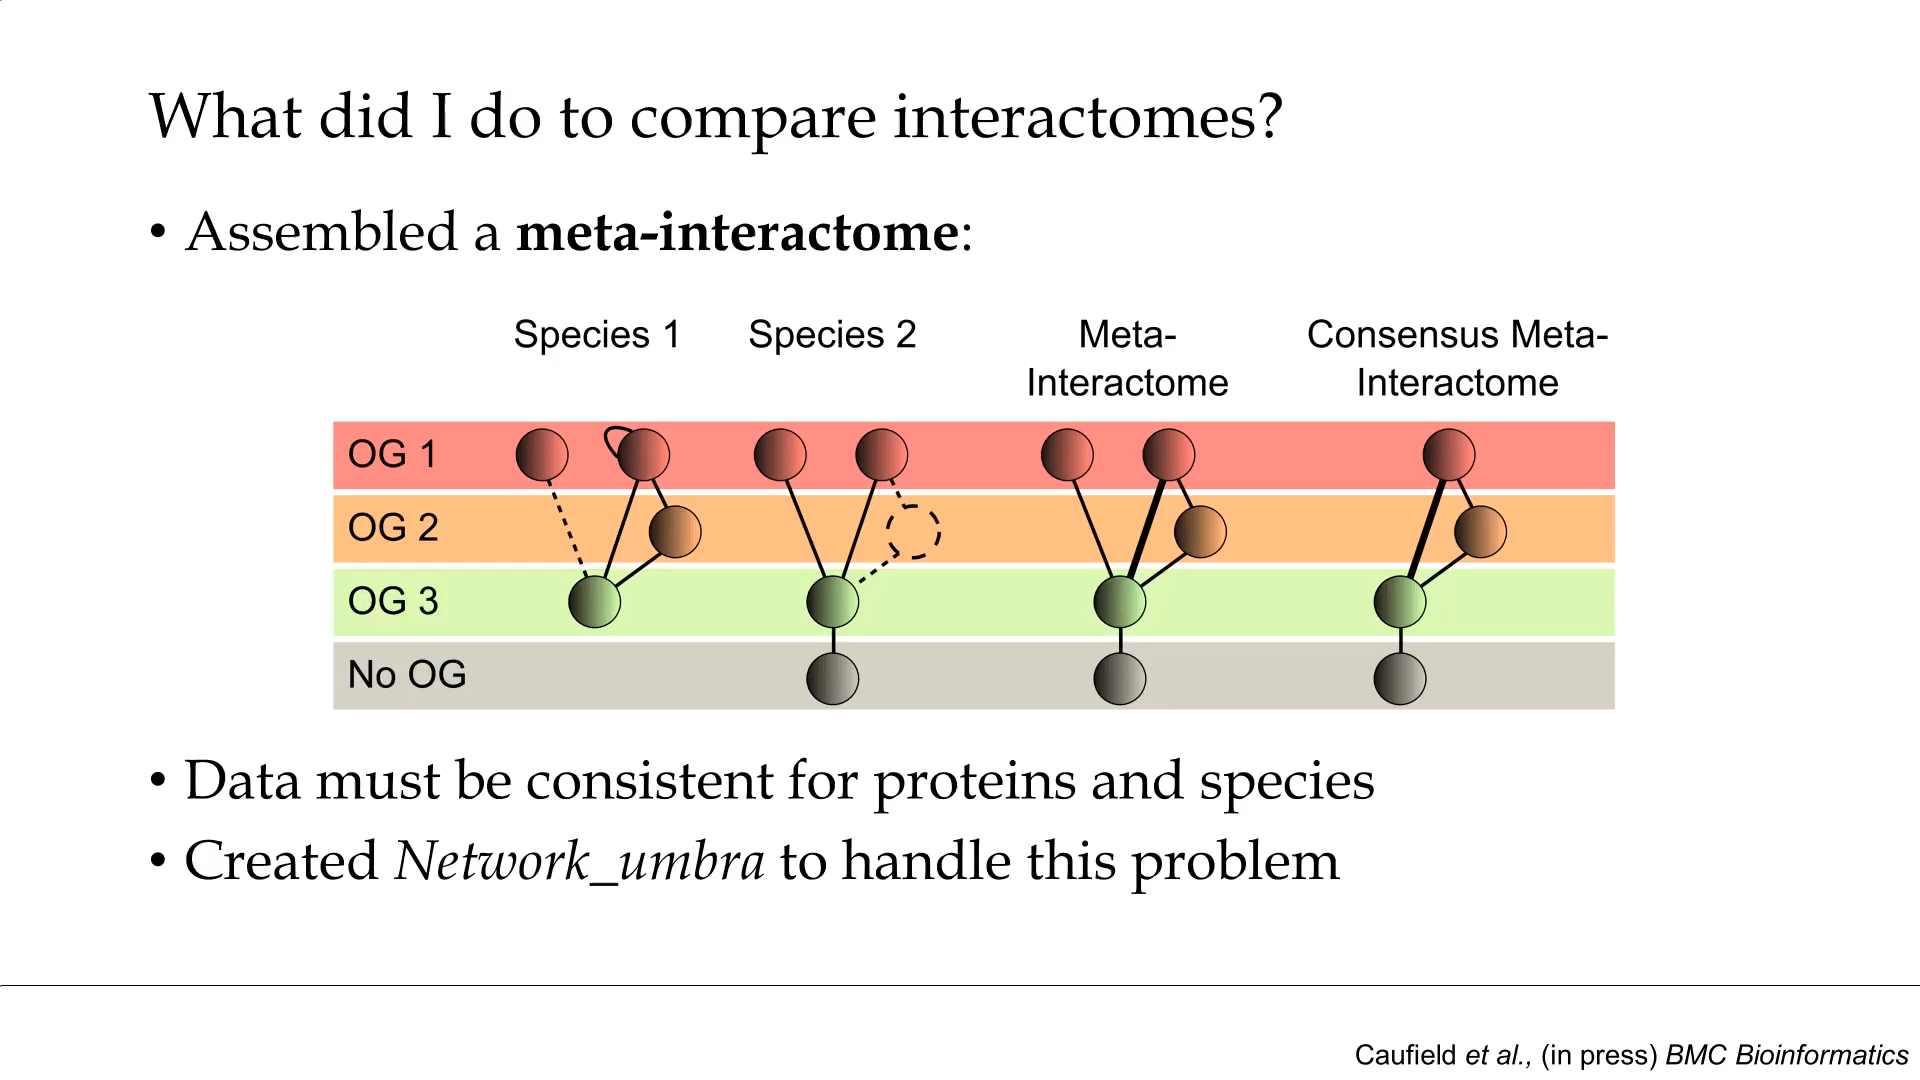 What did I do to compare interactomes?
• Assembled a meta-interactome:
Species 1
Species 2
Meta-
Interactome
Consensus Meta-
Interactome
OG 1
OG 2
OG 3
No OG
• Data must be consistent for proteins and species
• Created Network_umbra to handle this problem
Caufield et al., (in press) BMC Bioinformatics